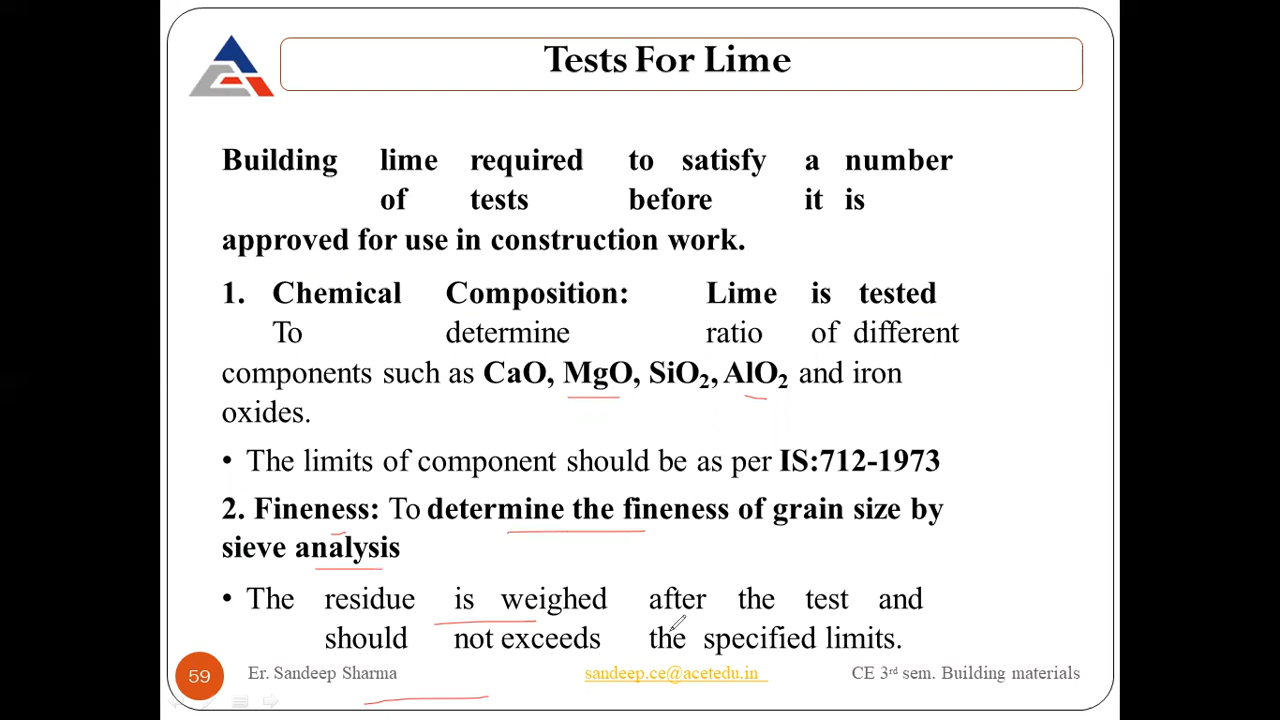 Tests For Lime
Building lime required to satisfy a number
of tests before it is
approved for use in construction work.
1. Chemical Composition: Lime is tested
To determine ratio of different
components such as CaO, MgO, SiO₂, AlO₂ and iron
oxides.
• The limits of component should be as per IS:712-1973
2. Fineness: To determine the fineness of grain size by
sieve analysis
• The residue is weighed after the test and
should not exceeds the specified limits.
59 Er. Sandeep Sharma sandeep.ce@acetedu.in CE 3rd sem. Building materials